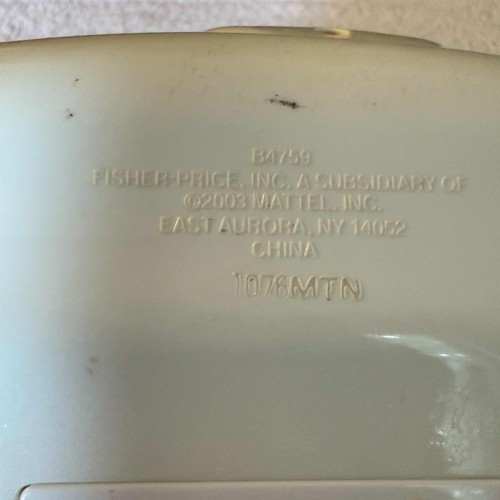 B4759
FISHER-PRICE, INC. A SUBSIDIARY OF
©2003 MATTEL, INC.
EAST AURORA, NY 14052
CHINA
1076MTN